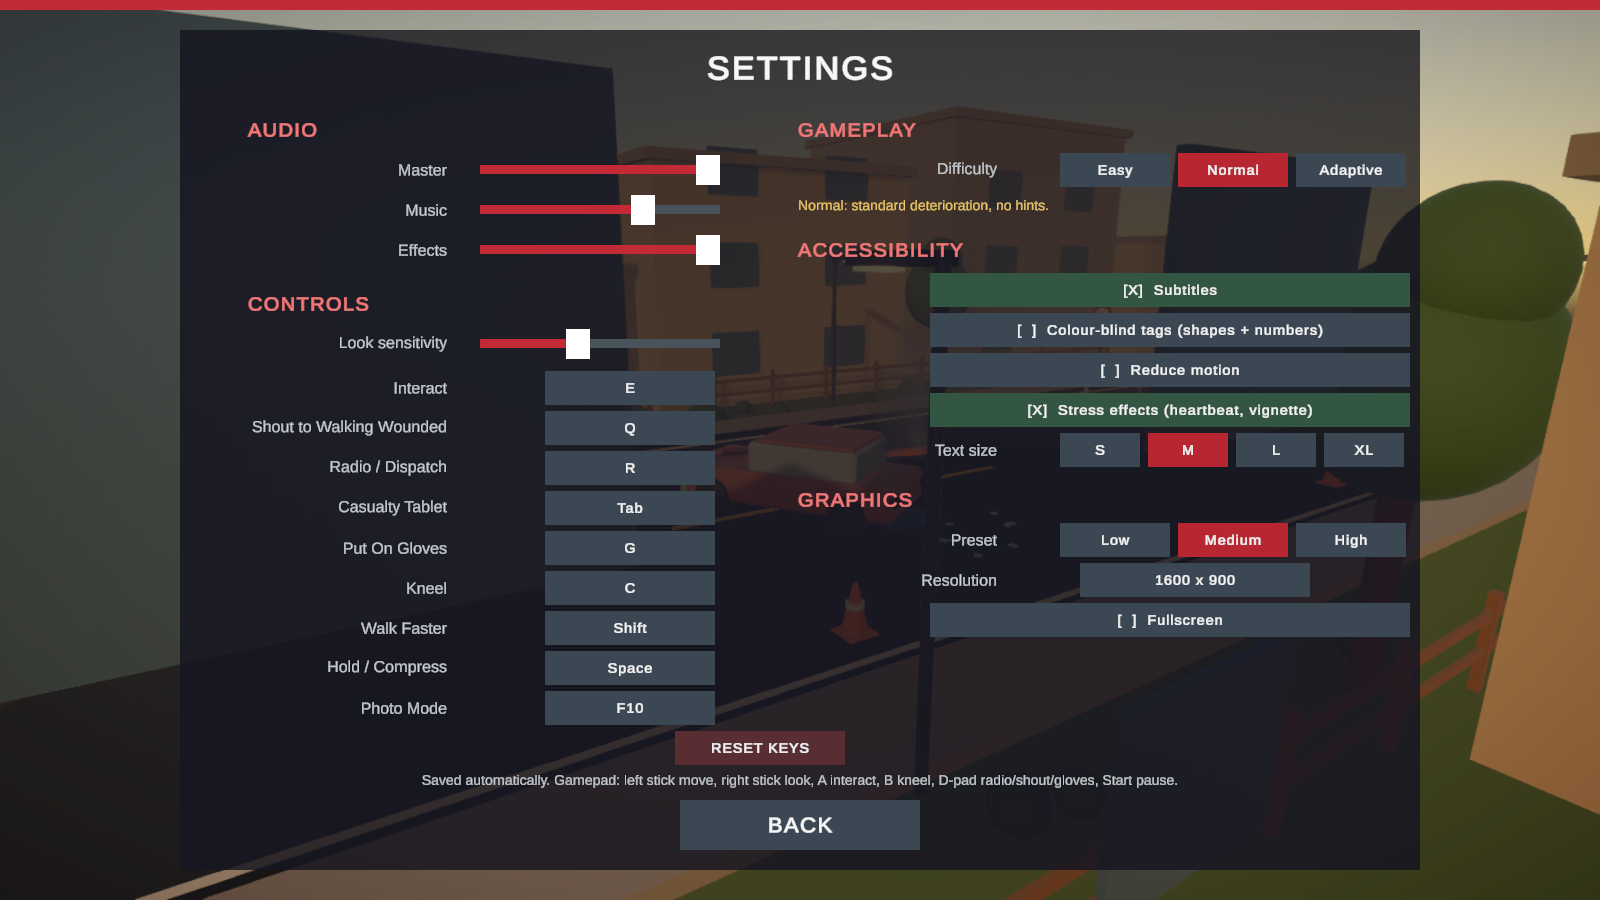 SETTINGS
AUDIO
Master
Music
Effects
CONTROLS
Look sensitivity
Interact E
Shout to Walking Wounded Q
Radio / Dispatch R
Casualty Tablet Tab
Put On Gloves G
Kneel C
Walk Faster Shift
Hold / Compress Space
Photo Mode F10
GAMEPLAY
Difficulty Easy Normal Adaptive
Normal: standard deterioration, no hints.
ACCESSIBILITY
[X] Subtitles
[ ] Colour-blind tags (shapes + numbers)
[ ] Reduce motion
[X] Stress effects (heartbeat, vignette)
Text size S M L XL
GRAPHICS
Preset Low Medium High
Resolution 1600 x 900
[ ] Fullscreen
RESET KEYS
Saved automatically. Gamepad: left stick move, right stick look, A interact, B kneel, D-pad radio/shout/gloves, Start pause.
BACK